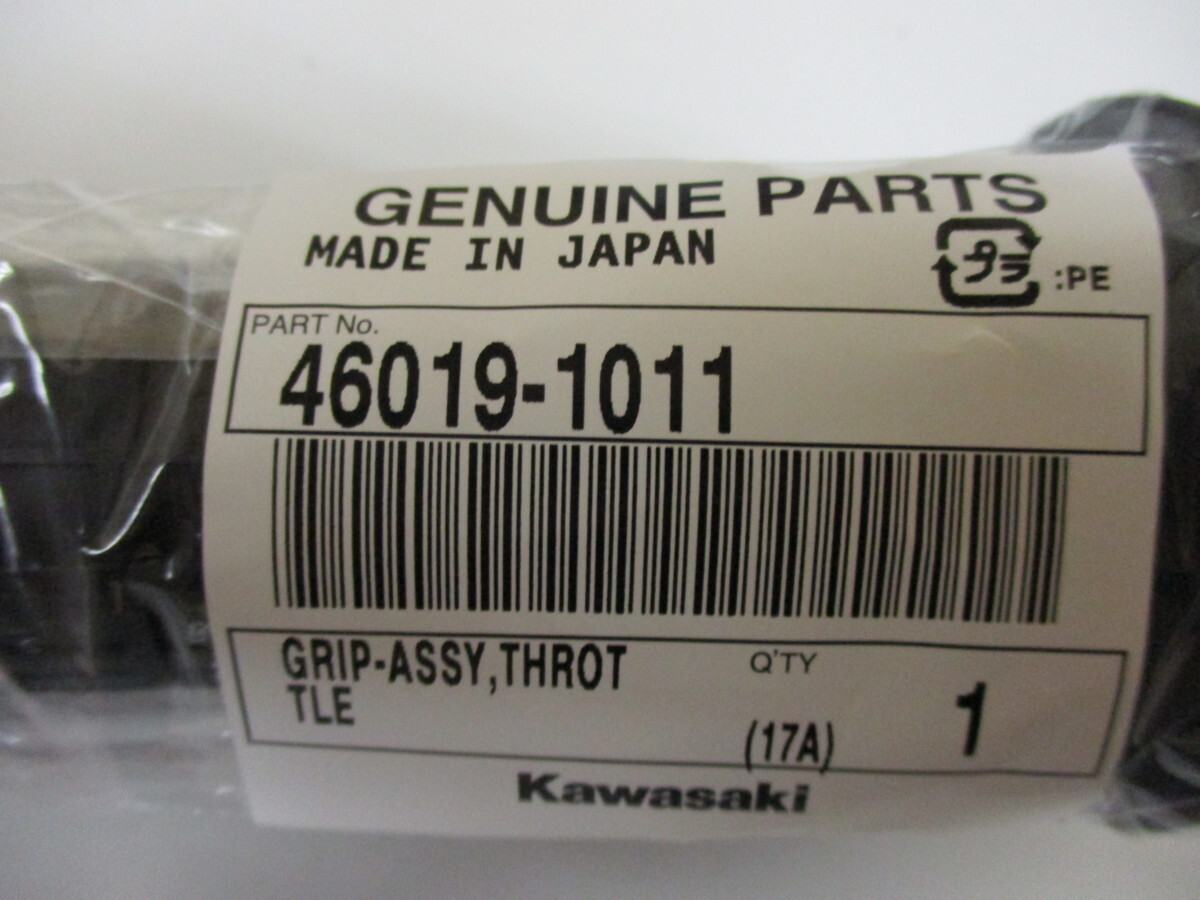 GENUINE PARTS
MADE IN JAPAN
プラ :PE
PART No.
46019-1011
GRIP-ASSY,THROT
TLE
Q'TY
(17A) 1
Kawasaki